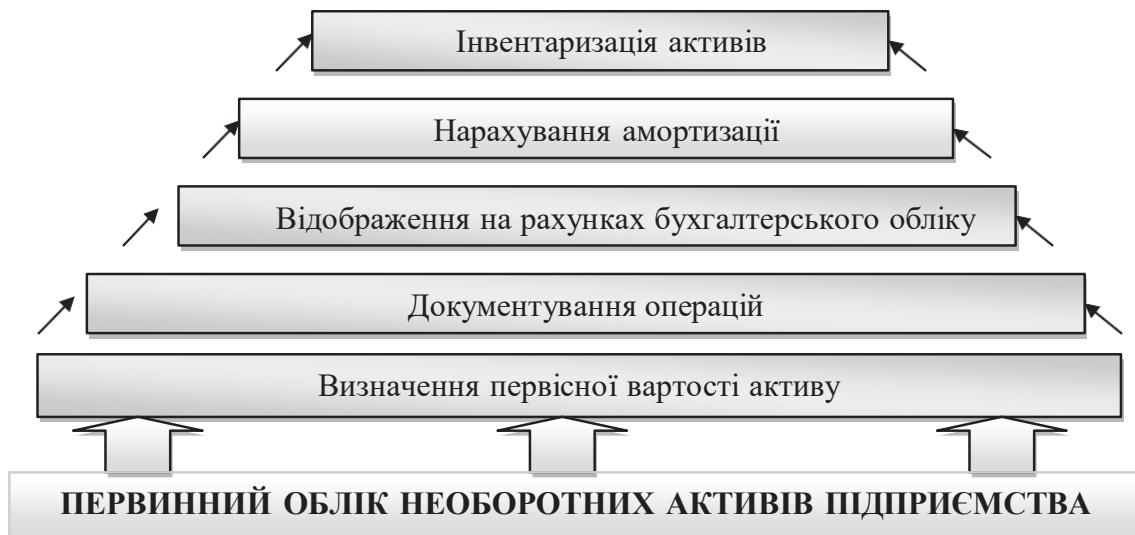 Інвентаризація активів
Нарахування амортизації
Відображення на рахунках бухгалтерського обліку
Документування операцій
Визначення первісної вартості активу
ПЕРВИННИЙ ОБЛІК НЕОБОРОТНИХ АКТИВІВ ПІДПРИЄМСТВА